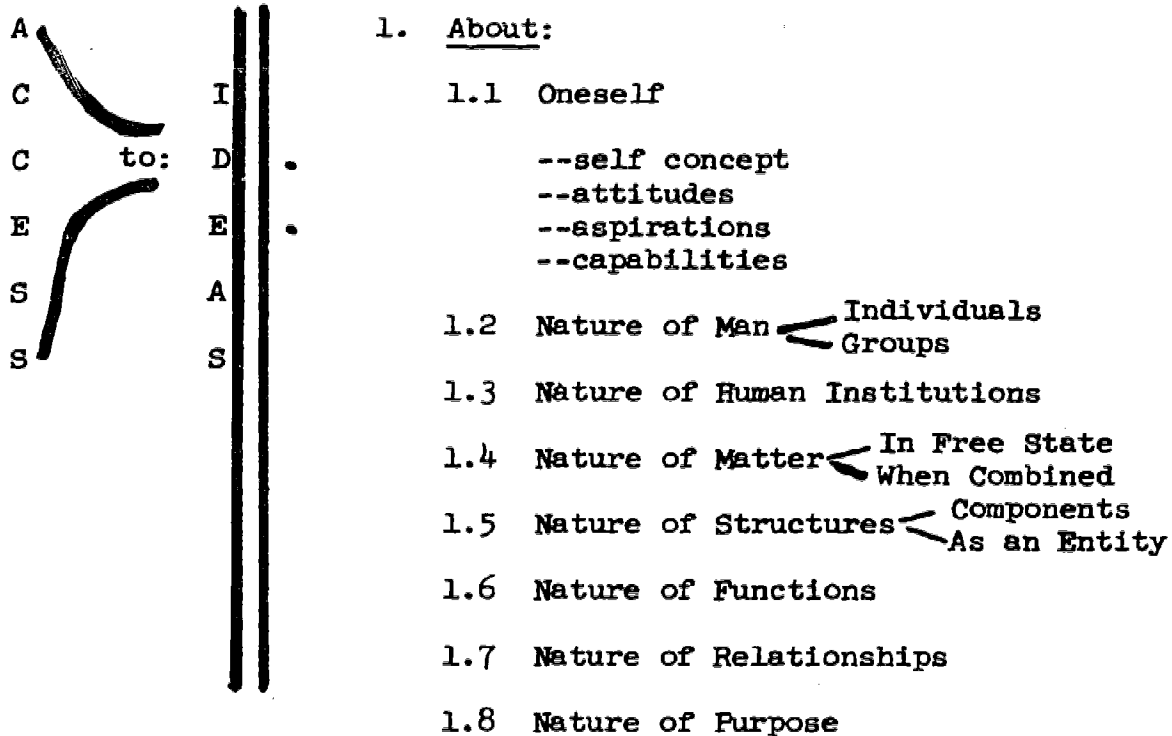 ACCESS
to:
IDEAS
1. About:
1.1 Oneself
--self concept
--attitudes
--aspirations
--capabilities
1.2 Nature of Man
Individuals
Groups
1.3 Nature of Human Institutions
1.4 Nature of Matter
In Free State
When Combined
1.5 Nature of Structures
Components
As an Entity
1.6 Nature of Functions
1.7 Nature of Relationships
1.8 Nature of Purpose